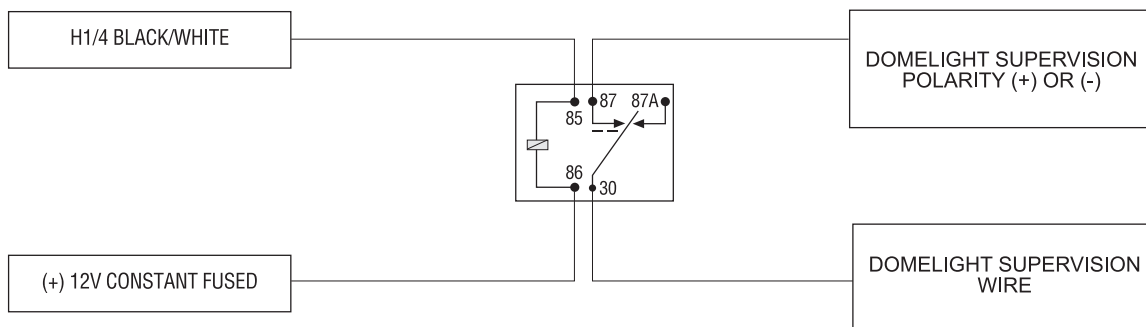 H1/4 BLACK/WHITE
DOMELIGHT SUPERVISION
POLARITY (+) OR (-)
87
87A
85
86
30
(+) 12V CONSTANT FUSED
DOMELIGHT SUPERVISION
WIRE